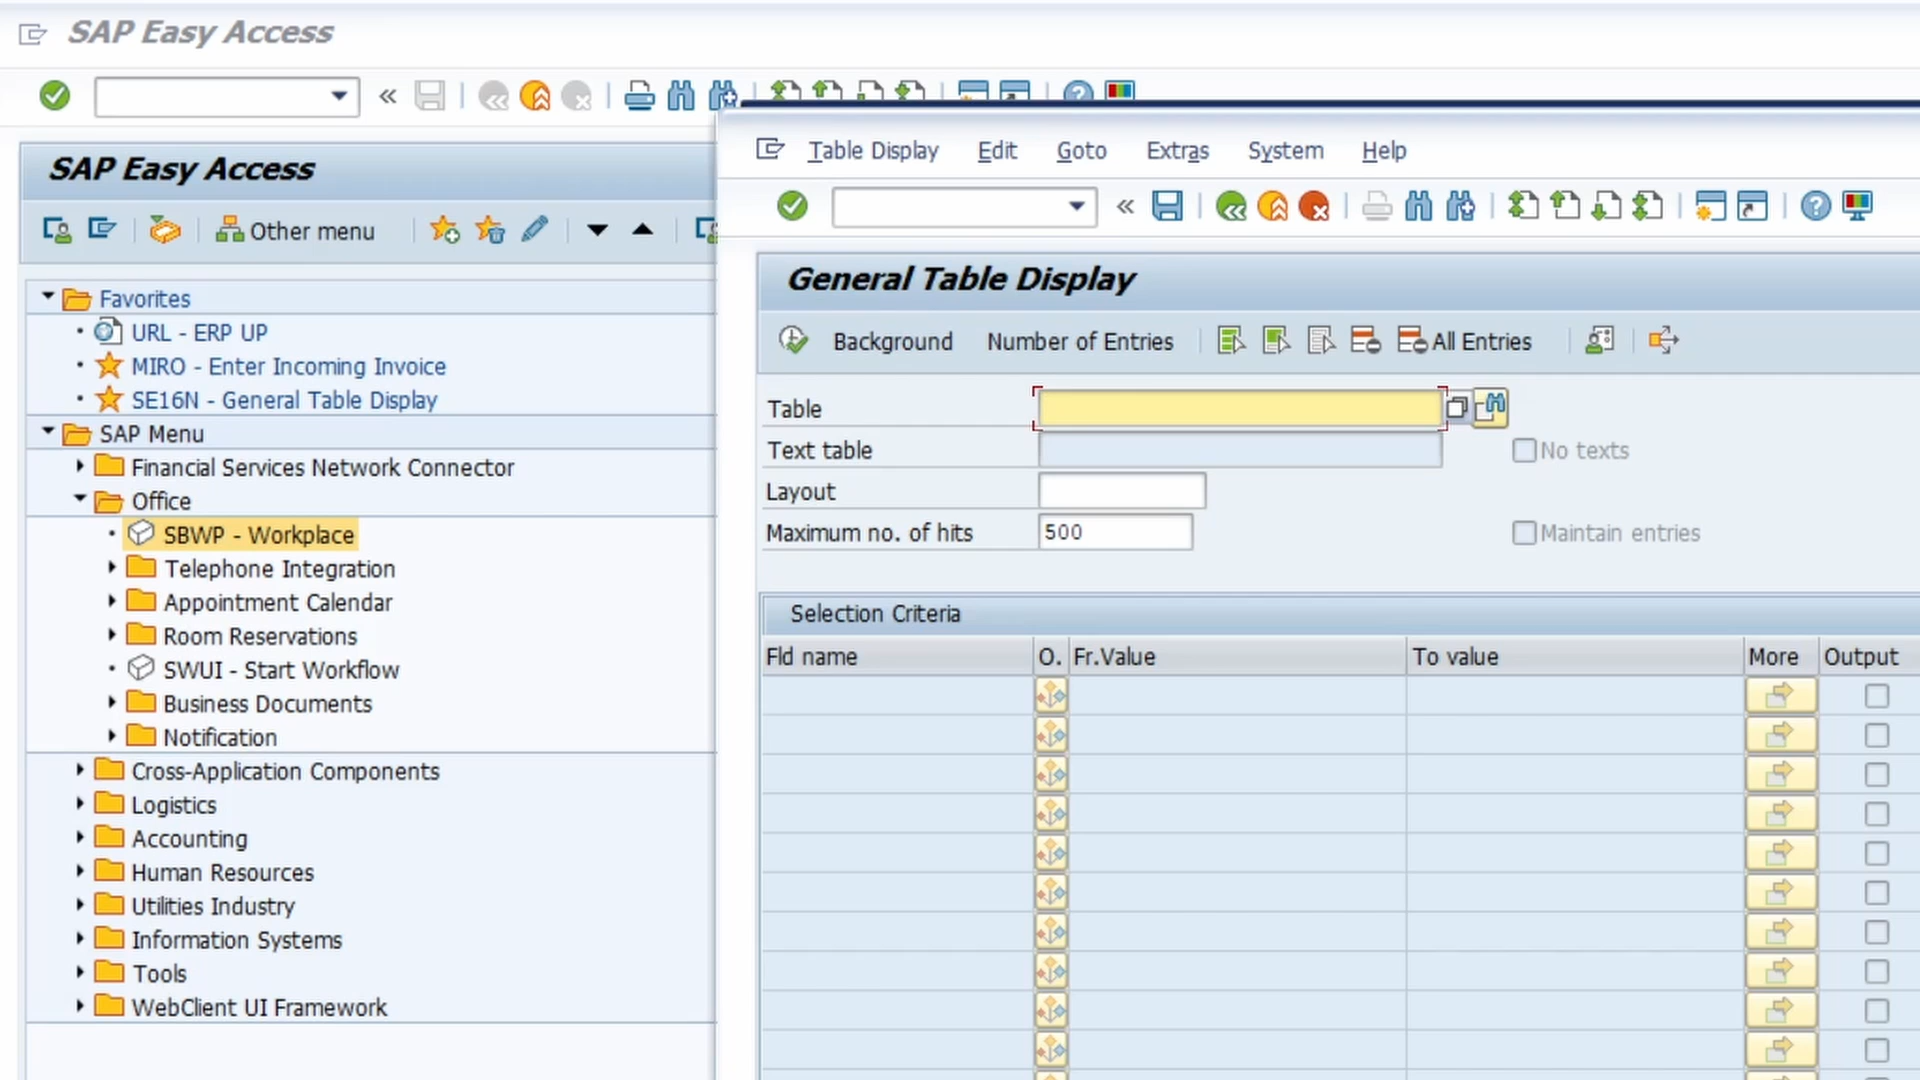 SAP Easy Access
SAP Easy Access
Other menu
Favorites
URL - ERP UP
MIRO - Enter Incoming Invoice
SE16N - General Table Display
SAP Menu
Financial Services Network Connector
Office
SBWP - Workplace
Telephone Integration
Appointment Calendar
Room Reservations
SWUI - Start Workflow
Business Documents
Notification
Cross-Application Components
Logistics
Accounting
Human Resources
Utilities Industry
Information Systems
Tools
WebClient UI Framework
Table Display Edit Goto Extras System Help
General Table Display
Background Number of Entries All Entries
Table
Text table No texts
Layout
Maximum no. of hits 500 Maintain entries
Selection Criteria
Fld name O. Fr.Value To value More Output